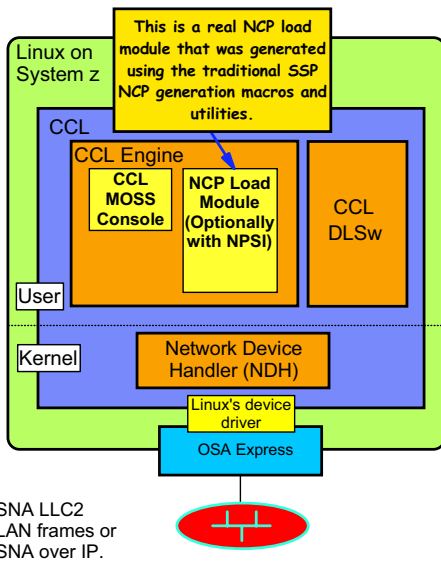 This is a real NCP load
module that was generated
using the traditional SSP
NCP generation macros and
utilities.
Linux on
System z
CCL
CCL Engine
CCL
MOSS
Console
NCP Load
Module
(Optionally
with NPSI)
CCL
DLSw
User
Kernel
Network Device
Handler (NDH)
Linux's device
driver
OSA Express
SNA LLC2
LAN frames or
SNA over IP.